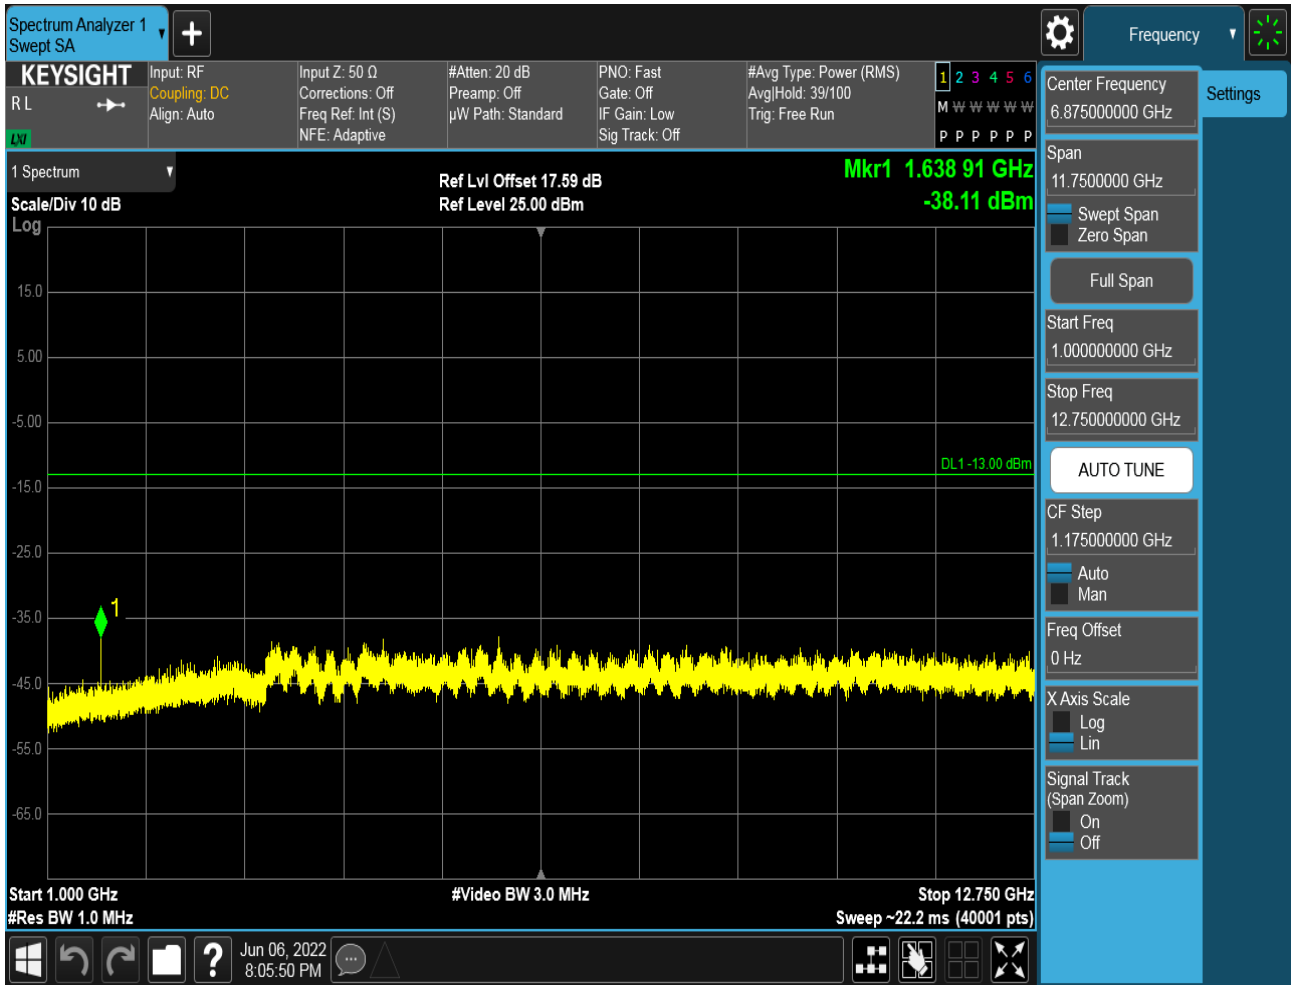 Spectrum Analyzer 1
Swept SA
Frequency
KEYSIGHT
R L
LXI
Input: RF
Coupling: DC
Align: Auto
Input Z: 50 Ω
Corrections: Off
Freq Ref: Int (S)
NFE: Adaptive
#Atten: 20 dB
Preamp: Off
µW Path: Standard
PNO: Fast
Gate: Off
IF Gain: Low
Sig Track: Off
#Avg Type: Power (RMS)
Avg|Hold: 39/100
Trig: Free Run
1 2 3 4 5 6
M W W W W W
P P P P P P
1 Spectrum
Scale/Div 10 dB
Log
Ref Lvl Offset 17.59 dB
Ref Level 25.00 dBm
Mkr1 1.638 91 GHz
-38.11 dBm
15.0
5.00
-5.00
DL1 -13.00 dBm
-15.0
-25.0
1
-35.0
-45.0
-55.0
-65.0
Start 1.000 GHz
#Res BW 1.0 MHz
#Video BW 3.0 MHz
Stop 12.750 GHz
Sweep ~22.2 ms (40001 pts)
Center Frequency
6.875000000 GHz
Settings
Span
11.7500000 GHz
Swept Span
Zero Span
Full Span
Start Freq
1.000000000 GHz
Stop Freq
12.750000000 GHz
AUTO TUNE
CF Step
1.175000000 GHz
Auto
Man
Freq Offset
0 Hz
X Axis Scale
Log
Lin
Signal Track
(Span Zoom)
On
Off
?
Jun 06, 2022
8:05:50 PM